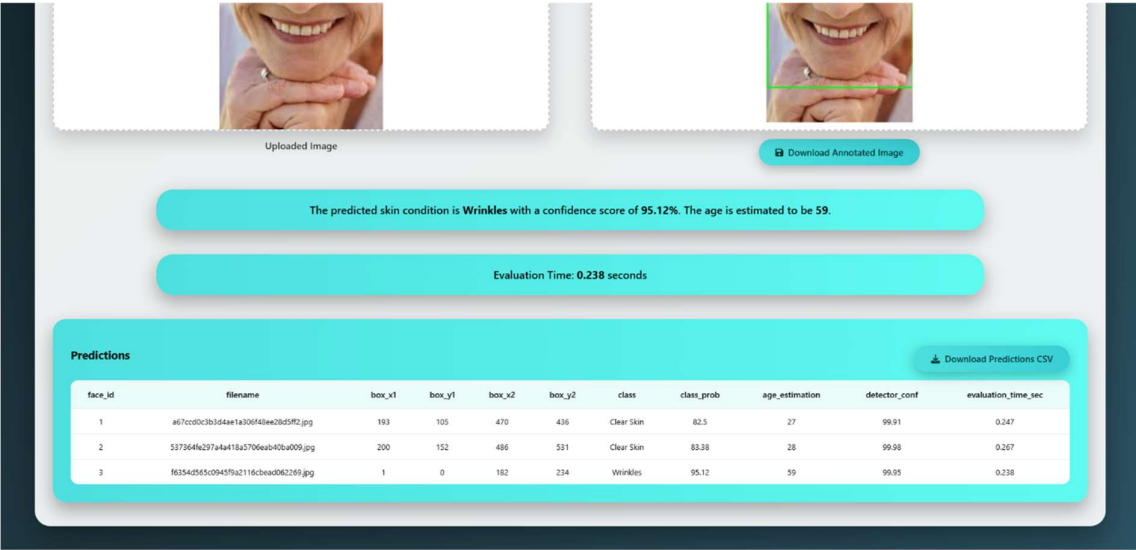 Uploaded Image
Download Annotated Image
The predicted skin condition is Wrinkles with a confidence score of 95.12%. The age is estimated to be 59.
Evaluation Time: 0.238 seconds
Predictions
Download Predictions CSV
face_id filename box_x1 box_y1 box_x2 box_y2 class class_prob age_estimation detector_conf evaluation_time_sec
1 a67ccd0c3b3d4ae1a306f48ee28d5ff2.jpg 193 105 470 436 Clear Skin 82.5 27 99.91 0.247
2 537364fe297a4a418a5706eab40ba009.jpg 200 152 486 531 Clear Skin 83.38 28 99.98 0.267
3 f6354d565c0945f9a2116cbead062269.jpg 1 0 182 234 Wrinkles 95.12 59 99.95 0.238